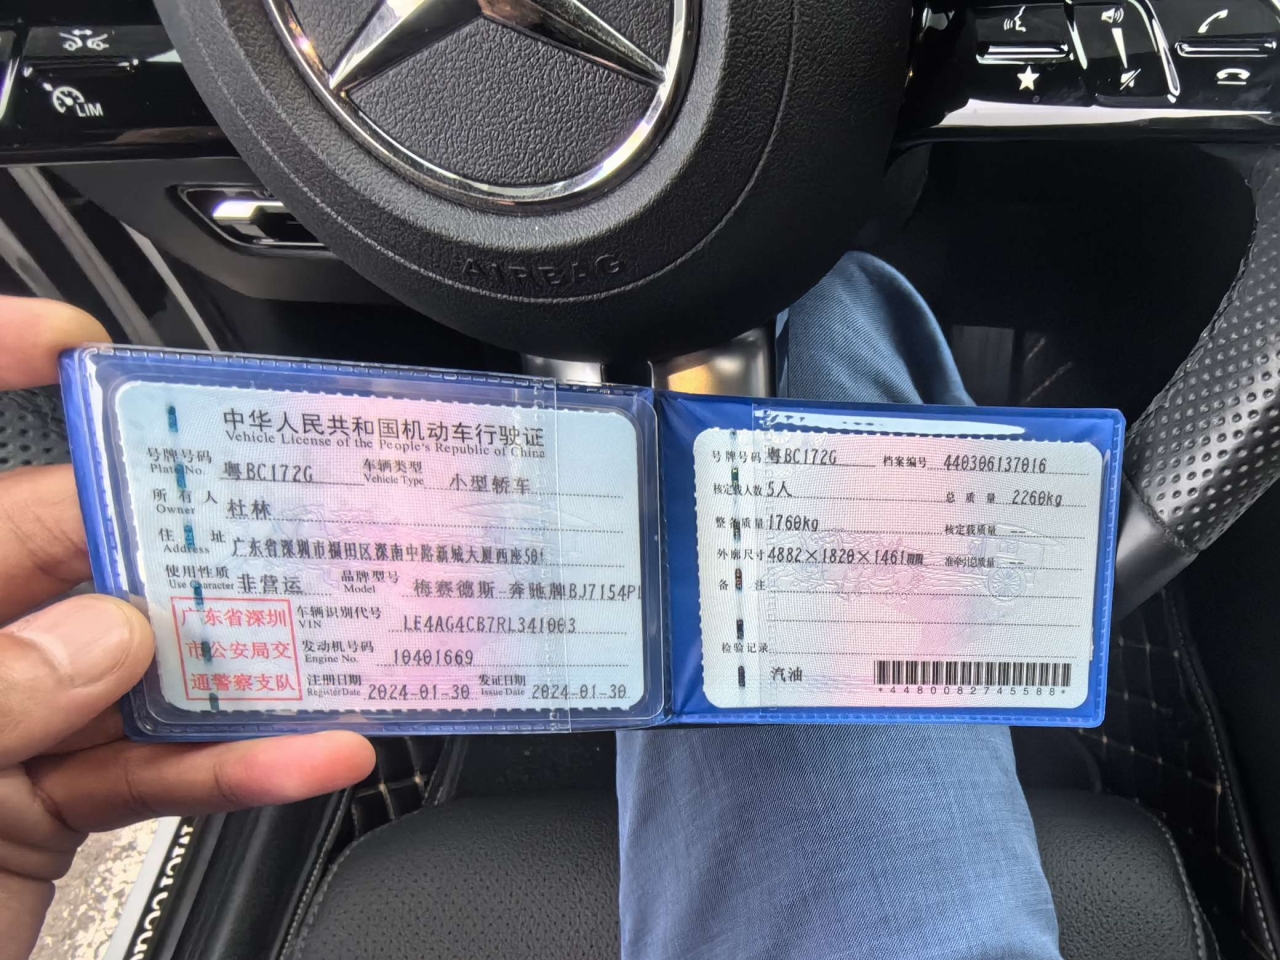 LIM
AIRBAG
中华人民共和国机动车行驶证
Vehicle License of the People's Republic of China
号牌号码 粤BC172G 车辆类型 小型轿车
Plate No. Vehicle Type
所有人 杜林
Owner
住址 广东省深圳市福田区深南中路新城大厦西座501
Address
使用性质 非营运 品牌型号 梅赛德斯-奔驰牌BJ7154P
Use Character Model
广东省深圳
市公安局交
通警察支队
车辆识别代号 LE4AG4CB7RL341003
VIN
发动机号码 10401669
Engine No.
注册日期 2024-01-30 发证日期 2024-01-30
Register Date Issue Date
号牌号码 粤BC172G 档案编号 440306137016
核定载人数 5人 总质量 2260kg
整备质量 1760kg 核定载质量 --
外廓尺寸 4882×1820×1461mm 准牵引总质量 --
备注
检验记录
汽油
*4480082745588*